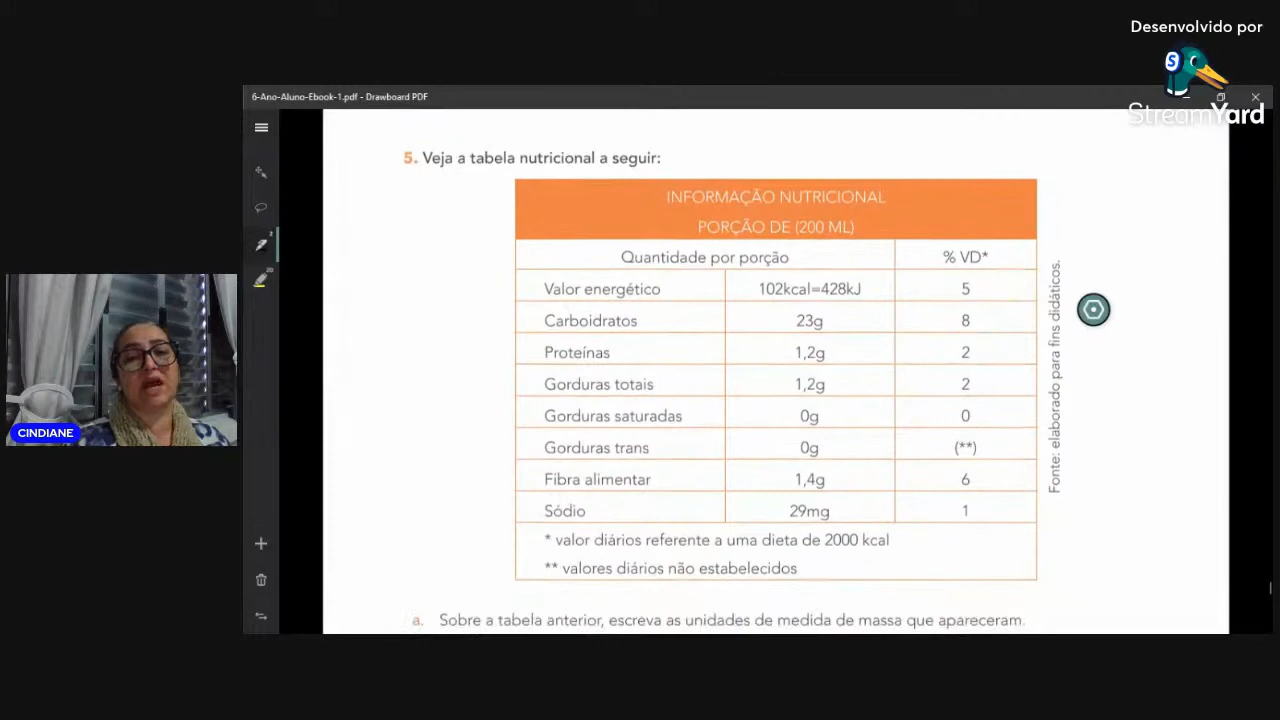 Desenvolvido por
StreamYard
6-Ano-Aluno-Ebook-1.pdf - Drawboard PDF
5. Veja a tabela nutricional a seguir:
INFORMAÇÃO NUTRICIONAL
PORÇÃO DE (200 ML)
Quantidade por porção % VD*
Valor energético 102kcal=428kJ 5
Carboidratos 23g 8
Proteínas 1,2g 2
Gorduras totais 1,2g 2
Gorduras saturadas 0g 0
Gorduras trans 0g (**)
Fibra alimentar 1,4g 6
Sódio 29mg 1
* valor diários referente a uma dieta de 2000 kcal
** valores diários não estabelecidos
Fonte: elaborado para fins didáticos.
a. Sobre a tabela anterior, escreva as unidades de medida de massa que apareceram.
CINDIANE